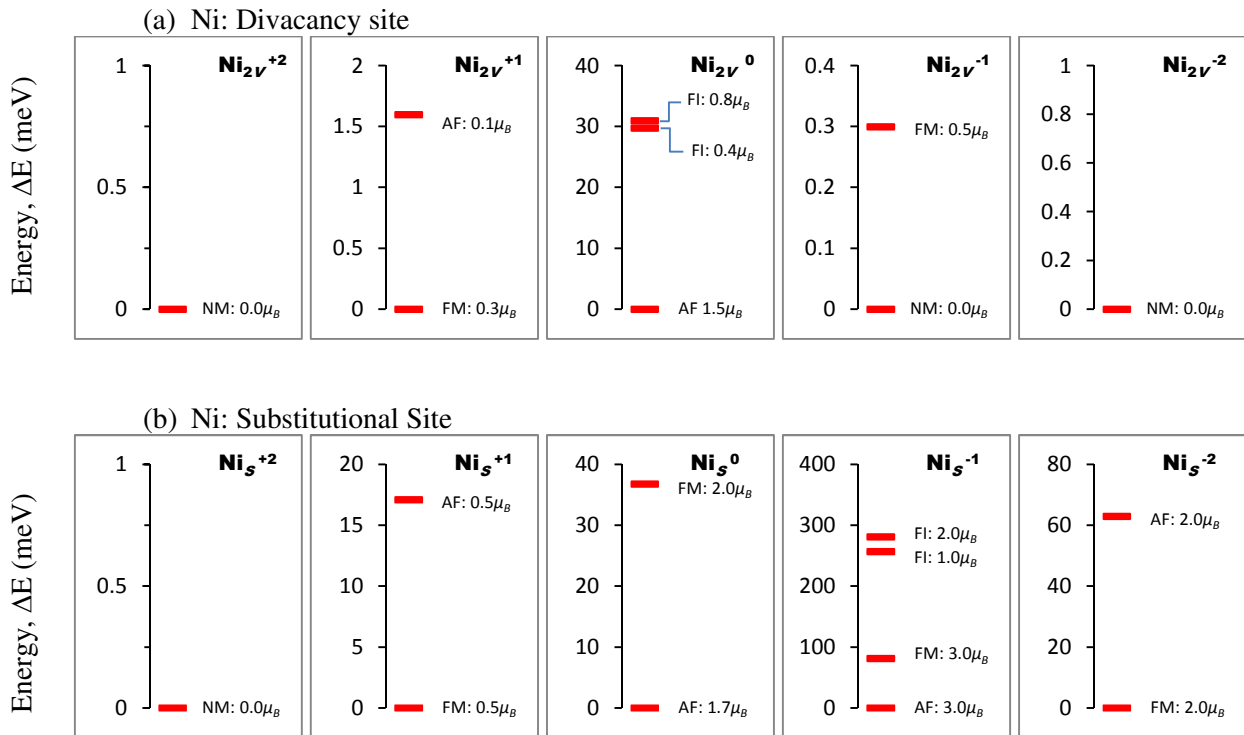 (a) Ni: Divacancy site
Energy, ΔE (meV)
Ni2V+2
1
0.5
0
NM: 0.0μB
Ni2V+1
2
1.5
1
0.5
0
AF: 0.1μB
FM: 0.3μB
Ni2V0
40
30
20
10
0
FI: 0.8μB
FI: 0.4μB
AF 1.5μB
Ni2V-1
0.4
0.3
0.2
0.1
0
FM: 0.5μB
NM: 0.0μB
Ni2V-2
1
0.8
0.6
0.4
0.2
0
NM: 0.0μB
(b) Ni: Substitutional Site
Energy, ΔE (meV)
NiS+2
1
0.5
0
NM: 0.0μB
NiS+1
20
15
10
5
0
AF: 0.5μB
FM: 0.5μB
NiS0
40
30
20
10
0
FM: 2.0μB
AF: 1.7μB
NiS-1
400
300
200
100
0
FI: 2.0μB
FI: 1.0μB
FM: 3.0μB
AF: 3.0μB
NiS-2
80
60
40
20
0
AF: 2.0μB
FM: 2.0μB